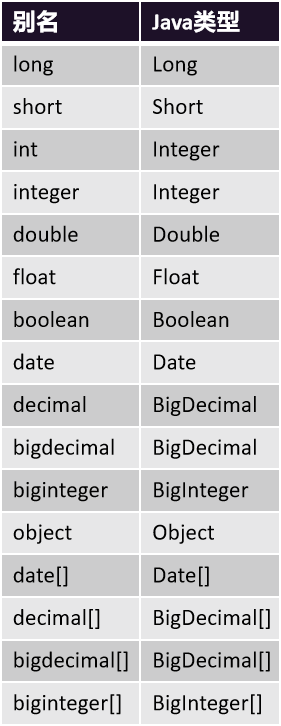 别名 Java类型
long Long
short Short
int Integer
integer Integer
double Double
float Float
boolean Boolean
date Date
decimal BigDecimal
bigdecimal BigDecimal
biginteger BigInteger
object Object
date[] Date[]
decimal[] BigDecimal[]
bigdecimal[] BigDecimal[]
biginteger[] BigInteger[]